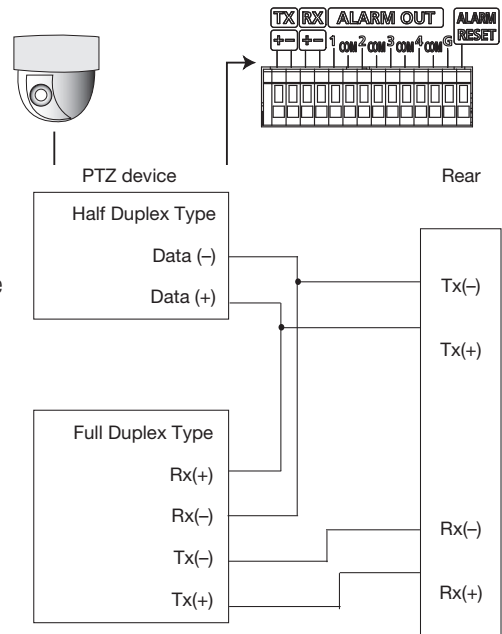 TX RX ALARM OUT ALARM RESET
+ − + − 1 COM 2 COM 3 COM 4 COM G
PTZ device
Rear
Half Duplex Type
Data (–)
Data (+)
e
Tx(–)
Tx(+)
Full Duplex Type
Rx(+)
Rx(–)
Tx(–)
Tx(+)
Rx(–)
Rx(+)